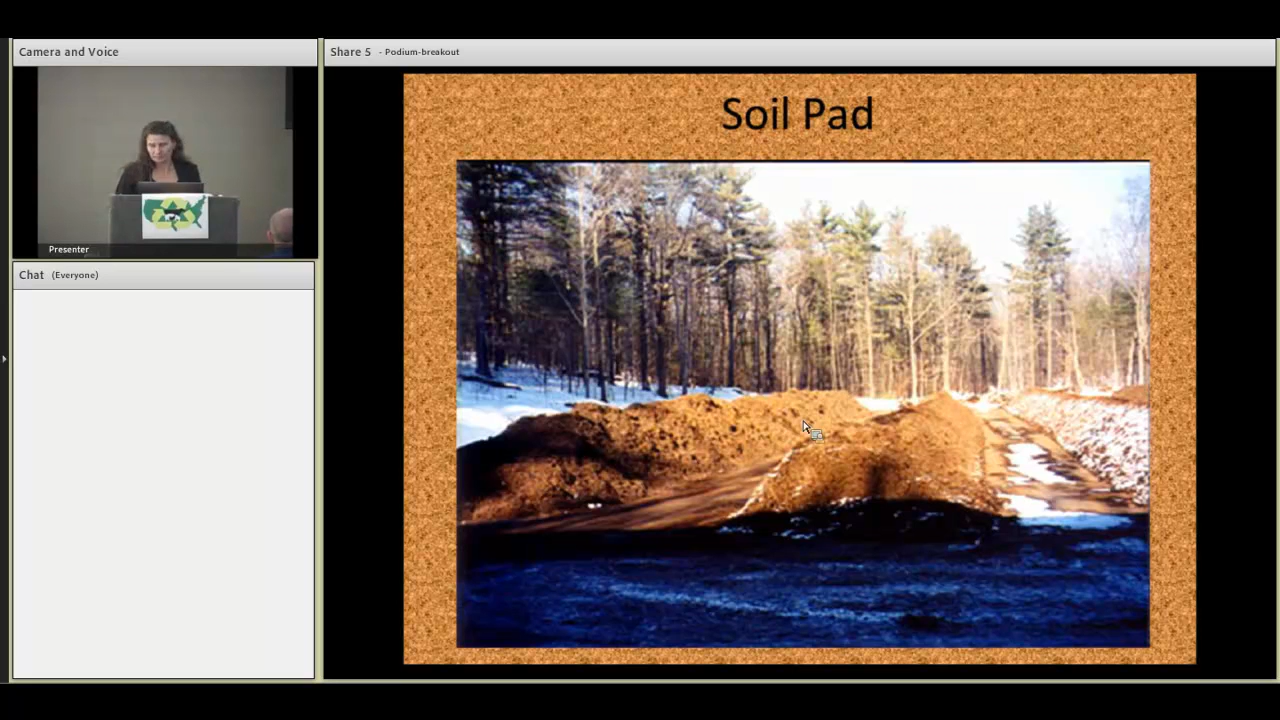 Camera and Voice
Presenter
Chat (Everyone)
Share 5 - Podium-breakout
Soil Pad